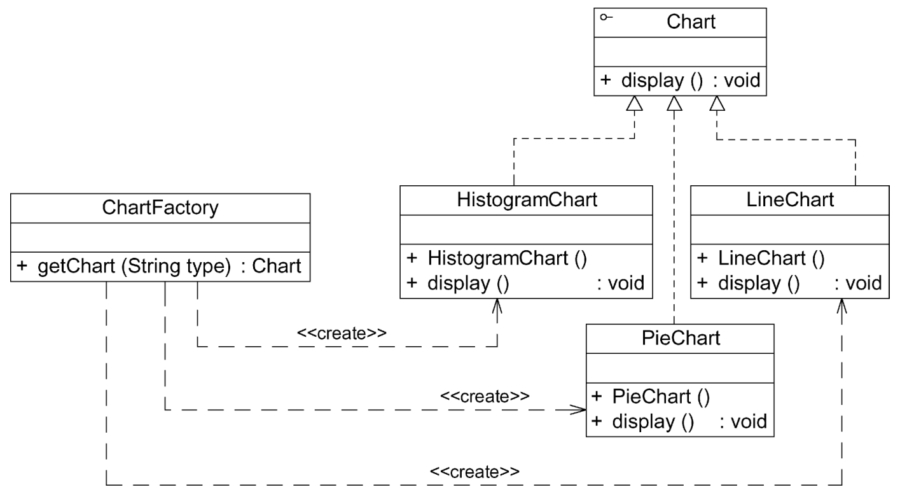 Chart
+ display () : void
ChartFactory
+ getChart (String type) : Chart
HistogramChart
+ HistogramChart ()
+ display () : void
LineChart
+ LineChart ()
+ display () : void
<<create>>
PieChart
+ PieChart ()
+ display () : void
<<create>>
<<create>>